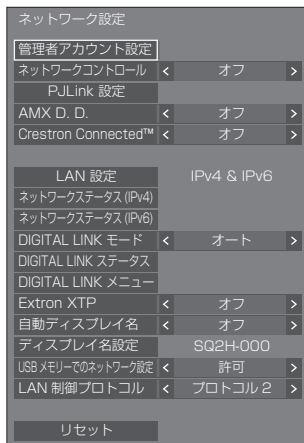 ネットワーク設定
管理者アカウント設定
ネットワークコントロール < オフ >
PJLink 設定
AMX D. D. < オフ >
Crestron Connected™ < オフ >
LAN 設定 IPv4 & IPv6
ネットワークステータス (IPv4)
ネットワークステータス (IPv6)
DIGITAL LINK モード < オート >
DIGITAL LINK ステータス
DIGITAL LINK メニュー
Extron XTP < オフ >
自動ディスプレイ名 < オフ >
ディスプレイ名設定 SQ2H-000
USBメモリーでのネットワーク設定 < 許可 >
LAN 制御プロトコル < プロトコル 2 >
リセット